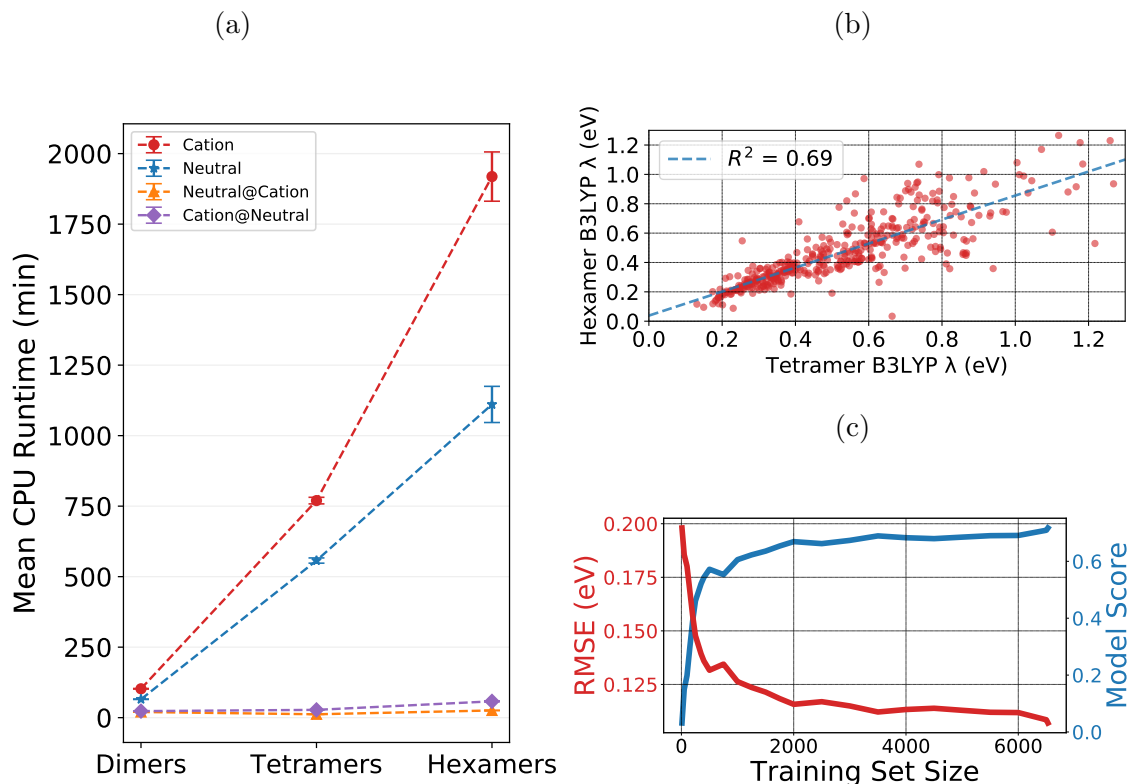 (a)
Mean CPU Runtime (min)
2000
1750
1500
1250
1000
750
500
250
0
Dimers Tetramers Hexamers
Cation
Neutral
Neutral@Cation
Cation@Neutral
(b)
Hexamer B3LYP λ (eV)
1.2
1.0
0.8
0.6
0.4
0.2
0.0
R² = 0.69
0.0 0.2 0.4 0.6 0.8 1.0 1.2
Tetramer B3LYP λ (eV)
(c)
RMSE (eV)
0.200
0.175
0.150
0.125
0.6
0.4
0.2
0.0
Model Score
0 2000 4000 6000
Training Set Size